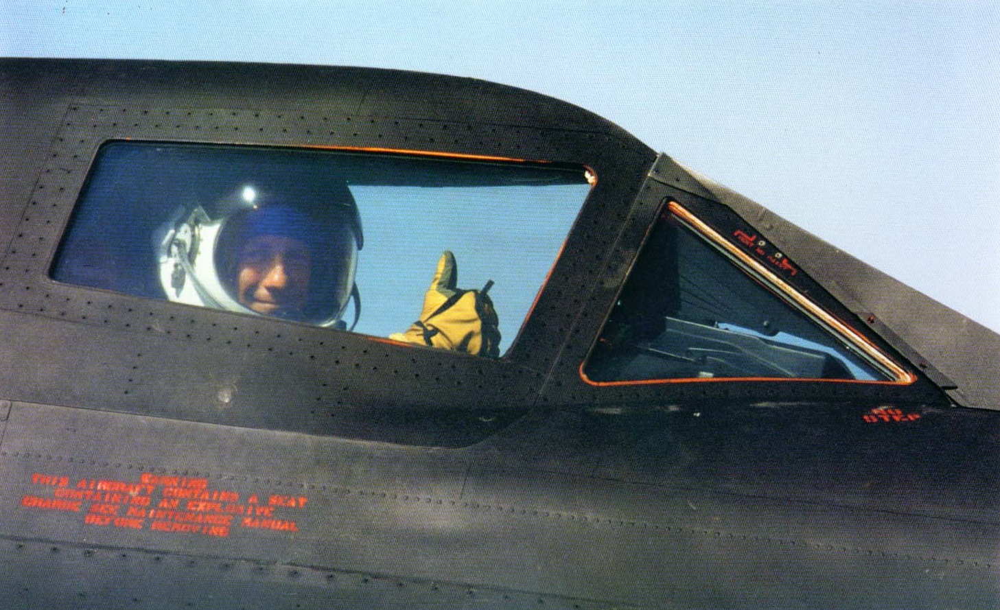 NO
STEP
WARNING
THIS AIRCRAFT CONTAINS A SEAT
CONTAINING AN EXPLOSIVE
CHARGE SEE MAINTENANCE MANUAL
BEFORE REMOVING